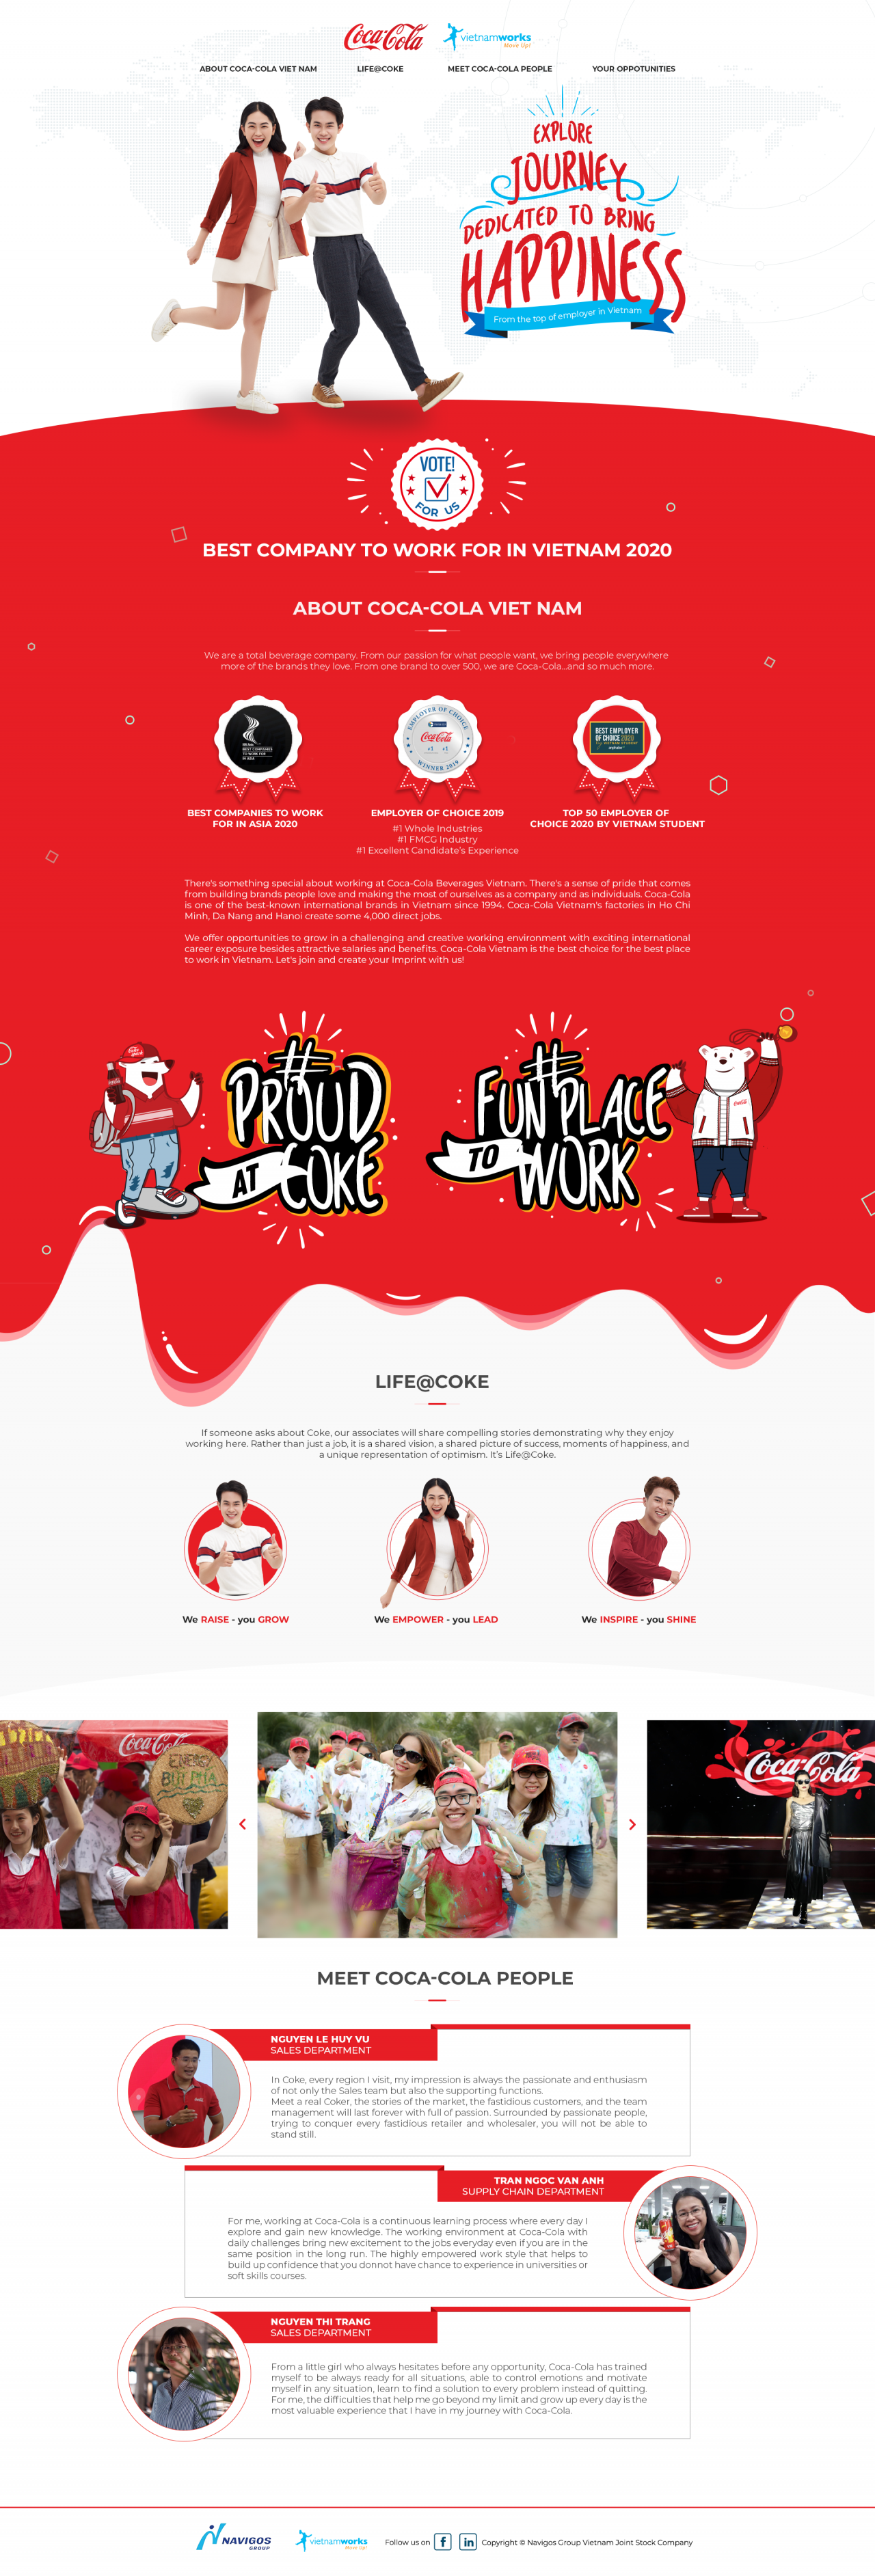 Coca-Cola
vietnamworks
Move Up!
ABOUT COCA-COLA VIET NAM
LIFE@COKE
MEET COCA-COLA PEOPLE
YOUR OPPOTUNITIES
EXPLORE
JOURNEY
DEDICATED TO BRING
HAPPINESS
From the top of employer in Vietnam
VOTE!
FOR US
BEST COMPANY TO WORK FOR IN VIETNAM 2020
ABOUT COCA-COLA VIET NAM
We are a total beverage company. From our passion for what people want, we bring people everywhere
more of the brands they love. From one brand to over 500, we are Coca-Cola...and so much more.
BEST COMPANIES
TO WORK FOR
IN ASIA
EMPLOYER OF CHOICE
Coca-Cola
#1 #1
WINNER 2019
BEST EMPLOYER
OF CHOICE 2020
BY VIETNAM STUDENT
BEST COMPANIES TO WORK
FOR IN ASIA 2020
EMPLOYER OF CHOICE 2019
#1 Whole Industries
#1 FMCG Industry
#1 Excellent Candidate's Experience
TOP 50 EMPLOYER OF
CHOICE 2020 BY VIETNAM STUDENT
There's something special about working at Coca-Cola Beverages Vietnam. There's a sense of pride that comes
from building brands people love and making the most of ourselves as a company and as individuals. Coca-Cola
is one of the best-known international brands in Vietnam since 1994. Coca-Cola Vietnam's factories in Ho Chi
Minh, Da Nang and Hanoi create some 4,000 direct jobs.
We offer opportunities to grow in a challenging and creative working environment with exciting international
career exposure besides attractive salaries and benefits. Coca-Cola Vietnam is the best choice for the best place
to work in Vietnam. Let's join and create your Imprint with us!
#
PROUD
AT COKE
#
FUN PLACE
TO WORK
LIFE@COKE
If someone asks about Coke, our associates will share compelling stories demonstrating why they enjoy
working here. Rather than just a job, it is a shared vision, a shared picture of success, moments of happiness, and
a unique representation of optimism. It's Life@Coke.
We RAISE - you GROW
We EMPOWER - you LEAD
We INSPIRE - you SHINE
Coca-Cola
Coca-Cola
MEET COCA-COLA PEOPLE
NGUYEN LE HUY VU
SALES DEPARTMENT
In Coke, every region I visit, my impression is always the passionate and enthusiasm
of not only the Sales team but also the supporting functions.
Meet a real Coker, the stories of the market, the fastidious customers, and the team
management will last forever with full of passion. Surrounded by passionate people,
trying to conquer every fastidious retailer and wholesaler, you will not be able to
stand still.
TRAN NGOC VAN ANH
SUPPLY CHAIN DEPARTMENT
For me, working at Coca-Cola is a continuous learning process where every day I
explore and gain new knowledge. The working environment at Coca-Cola with
daily challenges bring new excitement to the jobs everyday even if you are in the
same position in the long run. The highly empowered work style that helps to
build up confidence that you donnot have chance to experience in universities or
soft skills courses.
NGUYEN THI TRANG
SALES DEPARTMENT
From a little girl who always hesitates before any opportunity, Coca-Cola has trained
myself to be always ready for all situations, able to control emotions and motivate
myself in any situation, learn to find a solution to every problem instead of quitting.
For me, the difficulties that help me go beyond my limit and grow up every day is the
most valuable experience that I have in my journey with Coca-Cola.
NAVIGOS
GROUP
vietnamworks
Move Up!
Follow us on
Copyright © Navigos Group Vietnam Joint Stock Company